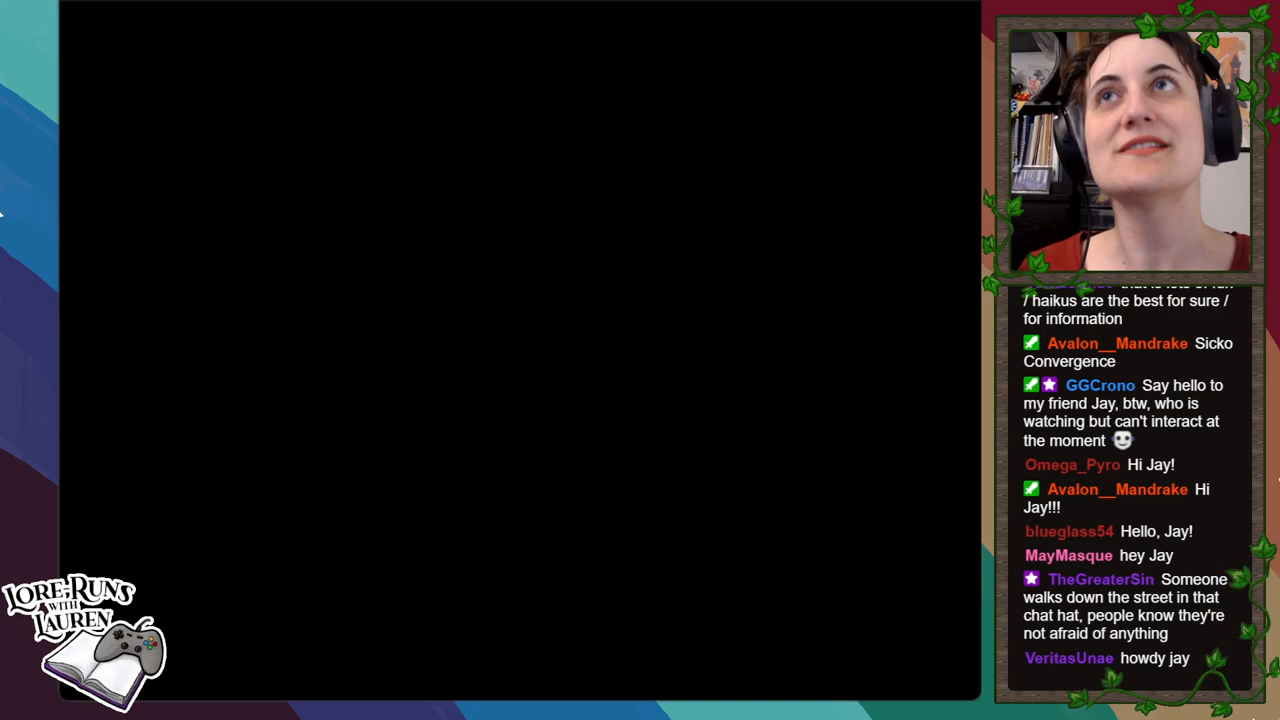 / haikus are the best for sure /
for information
Avalon__Mandrake Sicko
Convergence
GGCrono Say hello to
my friend Jay, btw, who is
watching but can't interact at
the moment
Omega_Pyro Hi Jay!
Avalon__Mandrake Hi
Jay!!!
blueglass54 Hello, Jay!
MayMasque hey Jay
TheGreaterSin Someone
walks down the street in that
chat hat, people know they're
not afraid of anything
VeritasUnae howdy jay
LORE-RUNS
WITH
LAUREN